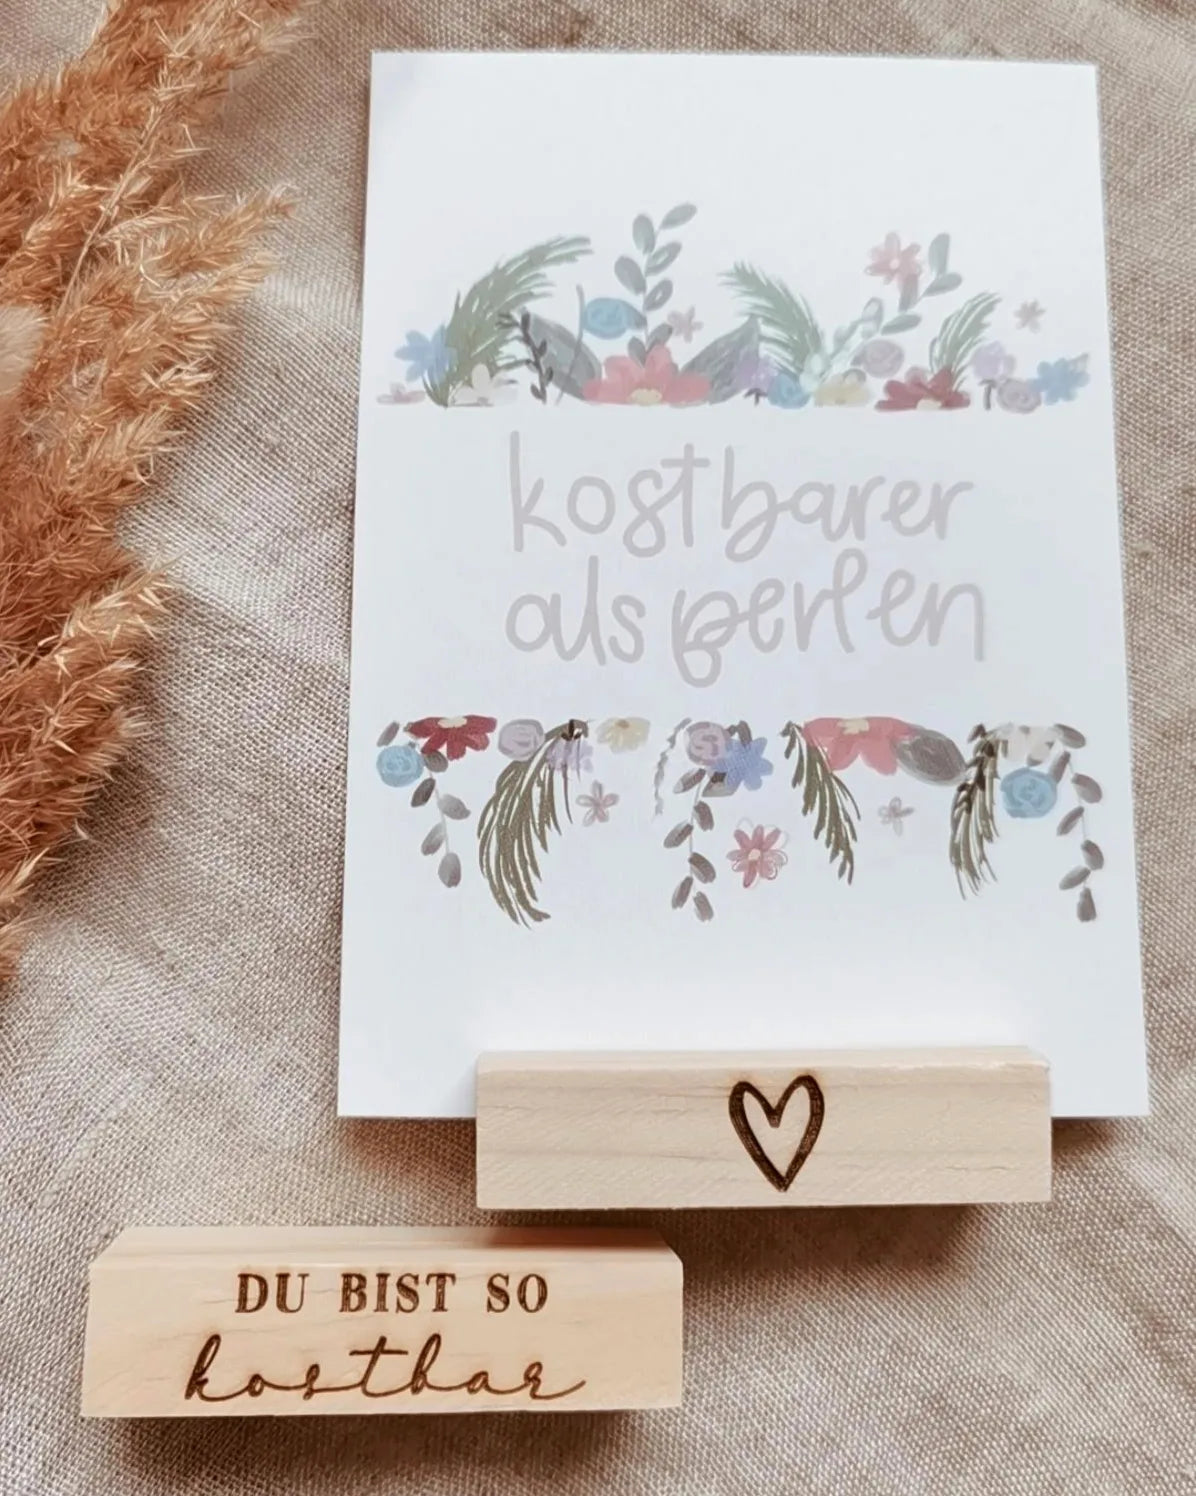 kostbarer
als perlen
DU BIST SO
kostbar